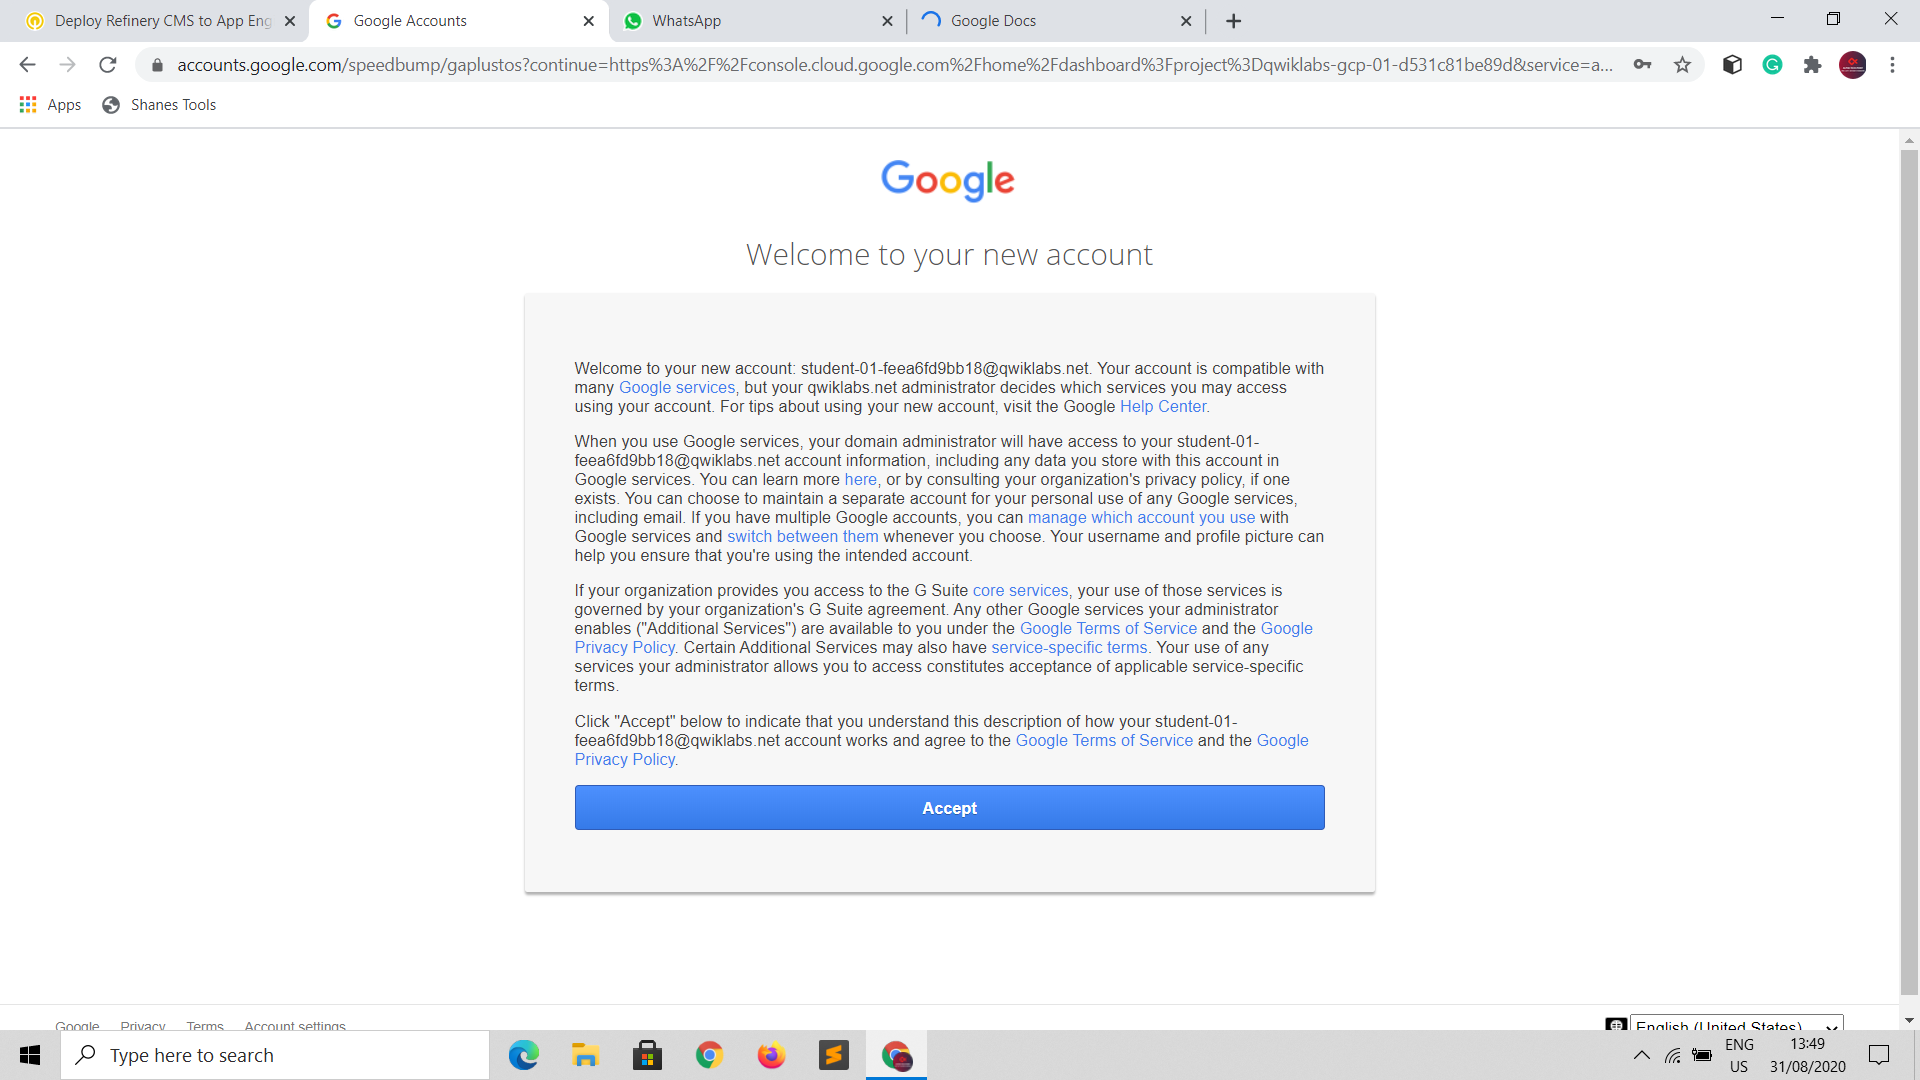 Deploy Refinery CMS to App Eng
Google Accounts
WhatsApp
Google Docs
accounts.google.com/speedbump/gaplustos?continue=https%3A%2F%2Fconsole.cloud.google.com%2Fhome%2Fdashboard%3Fproject%3Dqwiklabs-gcp-01-d531c81be89d&service=a...
Apps
Shanes Tools
Google
Welcome to your new account
Welcome to your new account: student-01-feea6fd9bb18@qwiklabs.net. Your account is compatible with
many Google services, but your qwiklabs.net administrator decides which services you may access
using your account. For tips about using your new account, visit the Google Help Center.
When you use Google services, your domain administrator will have access to your student-01-
feea6fd9bb18@qwiklabs.net account information, including any data you store with this account in
Google services. You can learn more here, or by consulting your organization's privacy policy, if one
exists. You can choose to maintain a separate account for your personal use of any Google services,
including email. If you have multiple Google accounts, you can manage which account you use with
Google services and switch between them whenever you choose. Your username and profile picture can
help you ensure that you're using the intended account.
If your organization provides you access to the G Suite core services, your use of those services is
governed by your organization's G Suite agreement. Any other Google services your administrator
enables ("Additional Services") are available to you under the Google Terms of Service and the Google
Privacy Policy. Certain Additional Services may also have service-specific terms. Your use of any
services your administrator allows you to access constitutes acceptance of applicable service-specific
terms.
Click "Accept" below to indicate that you understand this description of how your student-01-
feea6fd9bb18@qwiklabs.net account works and agree to the Google Terms of Service and the Google
Privacy Policy.
Accept
Google Privacy Terms Account settings
English (United States)
Type here to search
ENG
US
13:49
31/08/2020